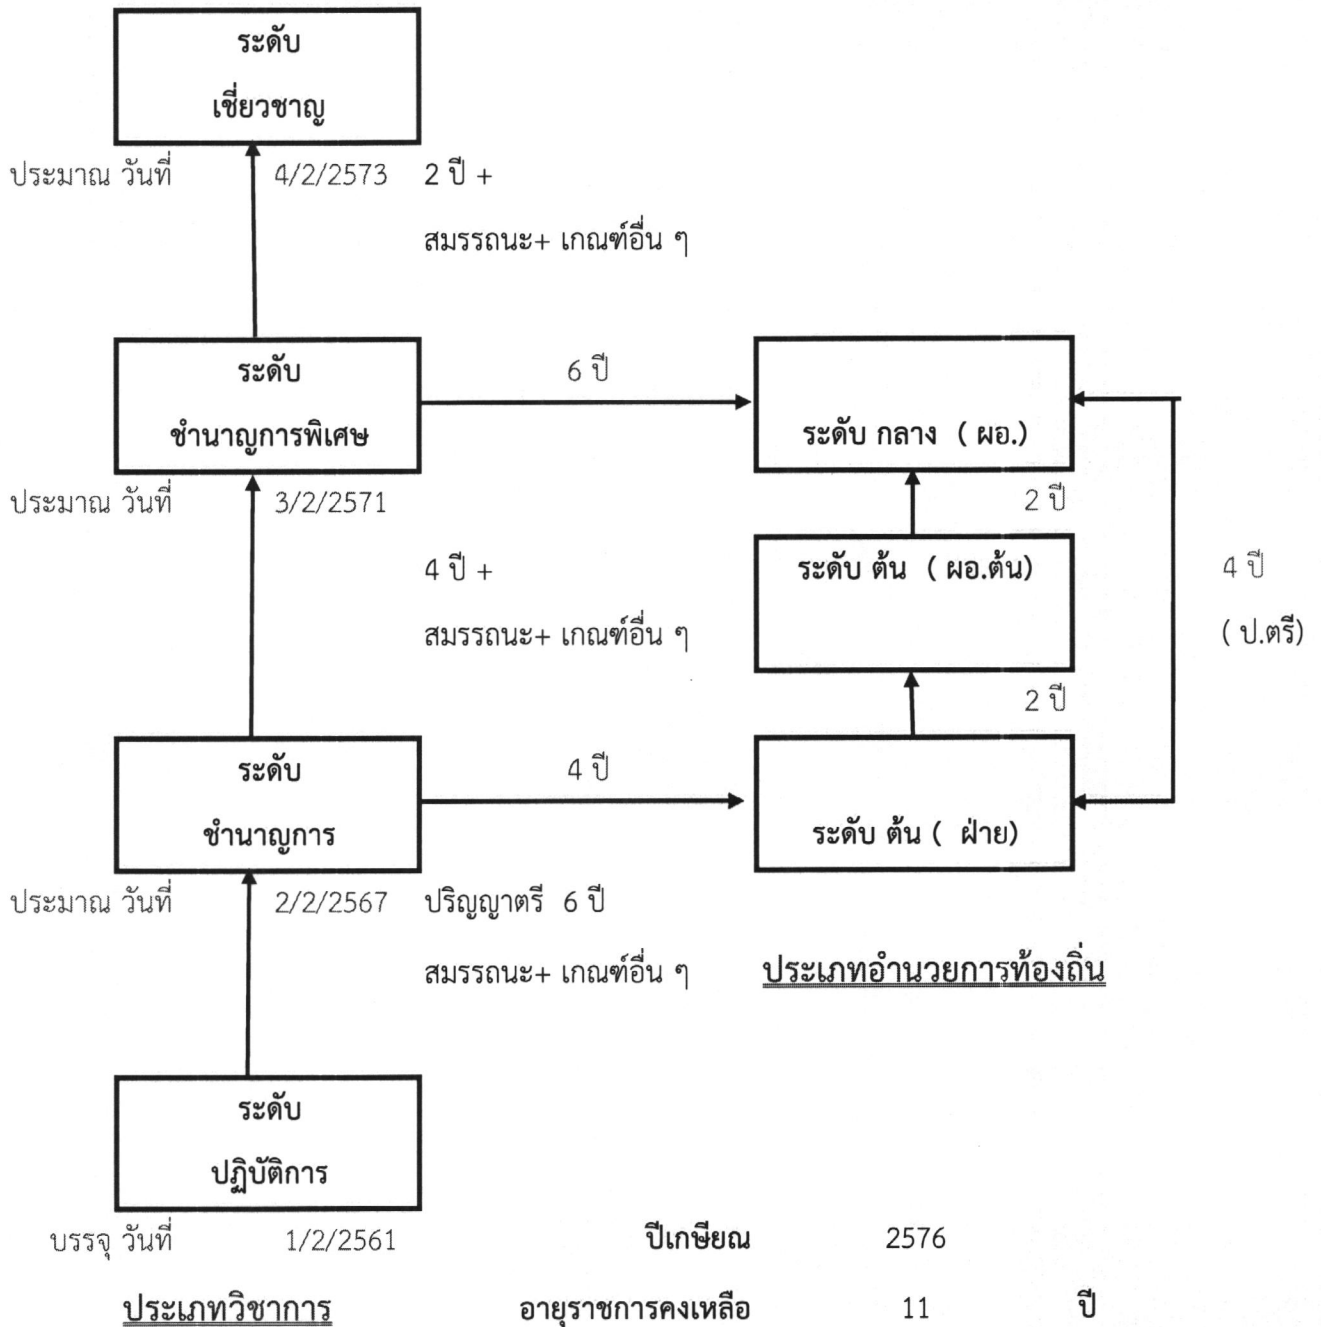 ระดับ
เชี่ยวชาญ
ประมาณ วันที่ 4/2/2573 2 ปี +
สมรรถนะ+ เกณฑ์อื่น ๆ
ระดับ
ชำนาญการพิเศษ
6 ปี
ระดับ กลาง ( ผอ.)
ประมาณ วันที่ 3/2/2571
2 ปี
4 ปี +
สมรรถนะ+ เกณฑ์อื่น ๆ
ระดับ ต้น ( ผอ.ต้น)
4 ปี
( ป.ตรี)
2 ปี
ระดับ
ชำนาญการ
4 ปี
ระดับ ต้น ( ฝ่าย)
ประมาณ วันที่ 2/2/2567 ปริญญาตรี 6 ปี
สมรรถนะ+ เกณฑ์อื่น ๆ
ประเภทอำนวยการท้องถิ่น
ระดับ
ปฏิบัติการ
บรรจุ วันที่ 1/2/2561 ปีเกษียณ 2576
ประเภทวิชาการ อายุราชการคงเหลือ 11 ปี